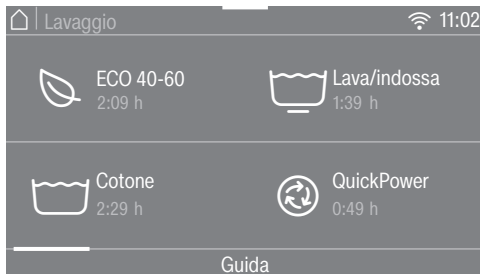 Lavaggio 11:02
ECO 40-60
2:09 h
Lava/indossa
1:39 h
Cotone
2:29 h
QuickPower
0:49 h
Guida